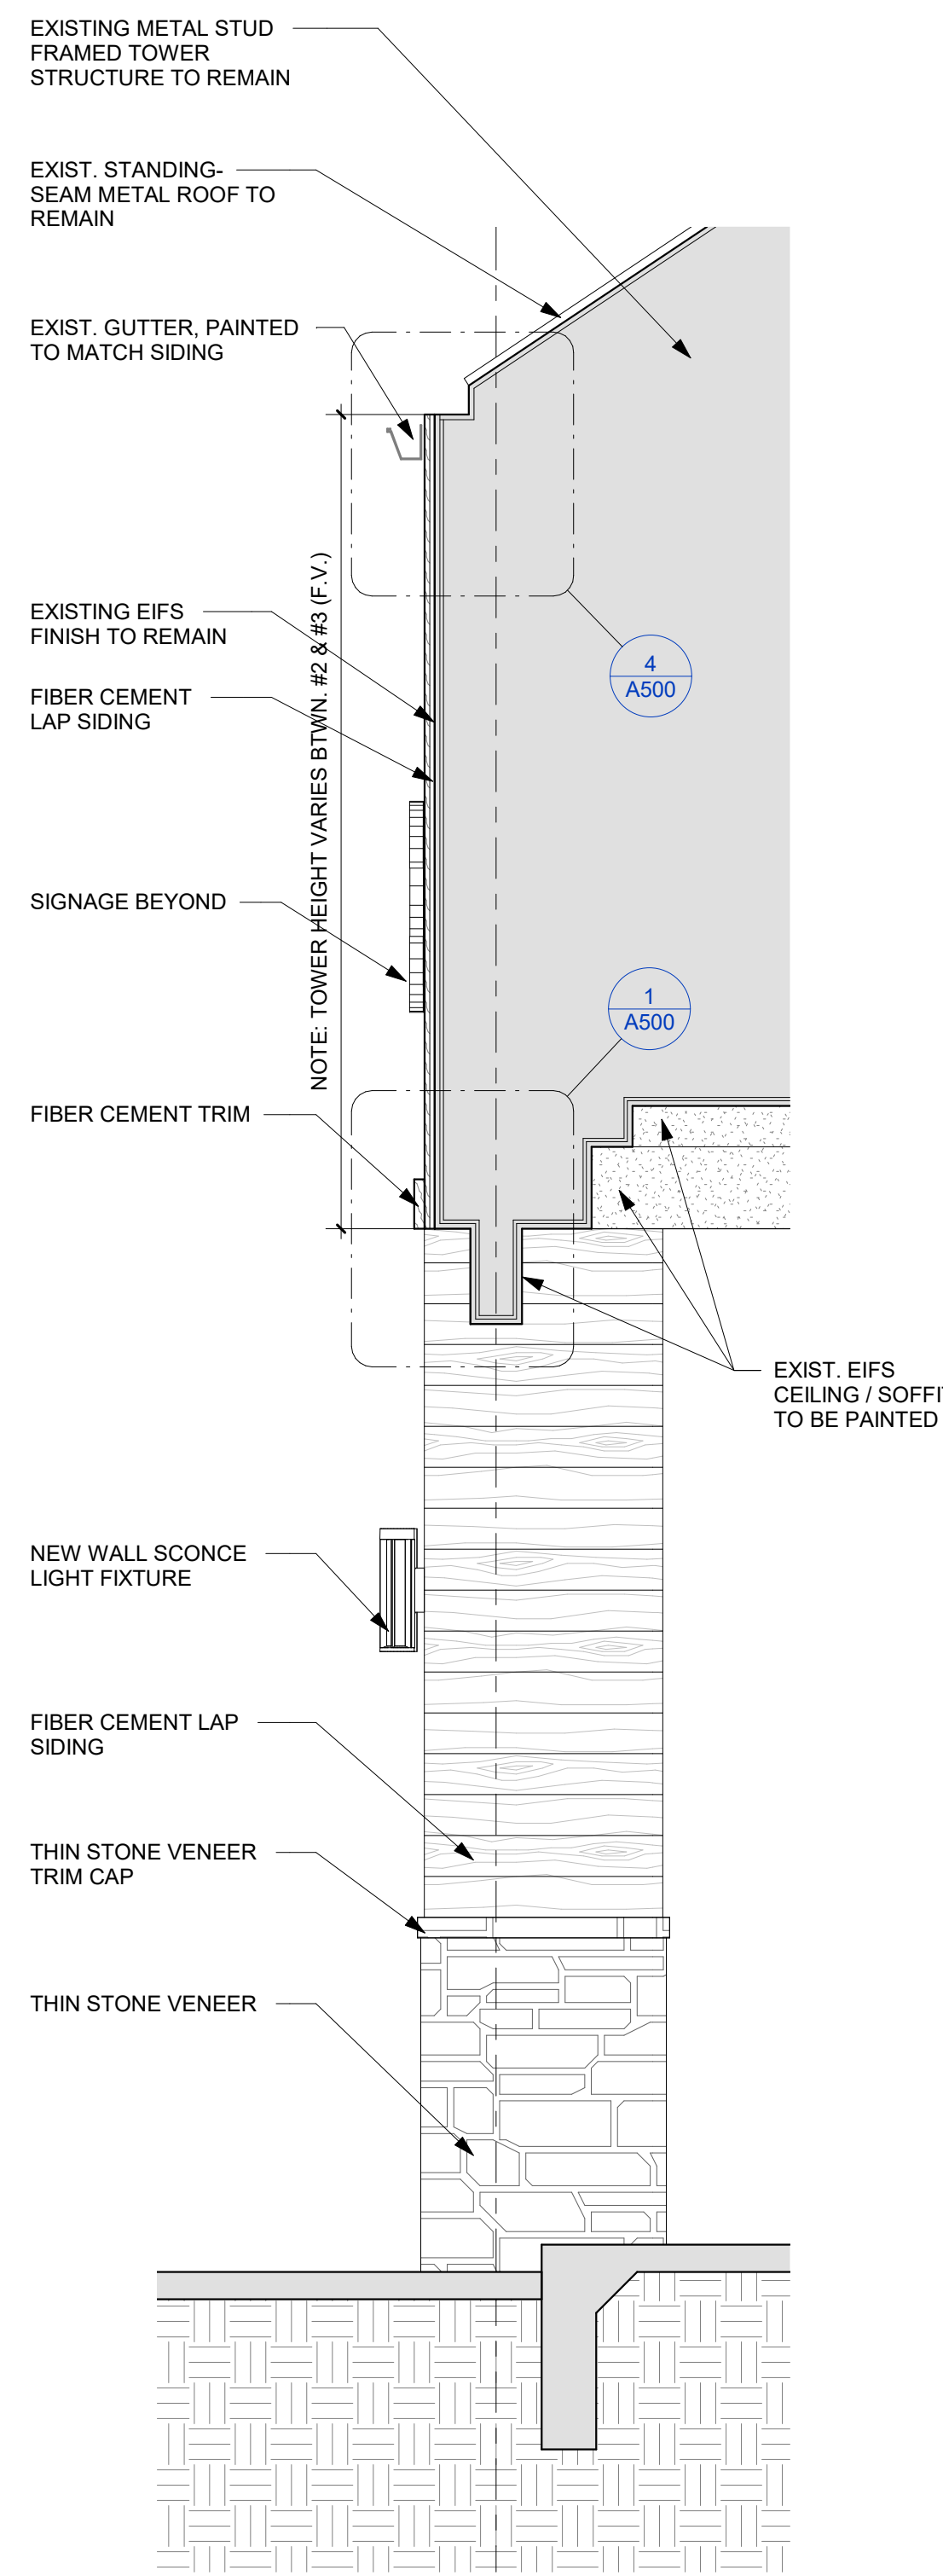 EXISTING METAL STUD
FRAMED TOWER
STRUCTURE TO REMAIN
EXIST. STANDING-
SEAM METAL ROOF TO
REMAIN
EXIST. GUTTER, PAINTED
TO MATCH SIDING
NOTE: TOWER HEIGHT VARIES BTWN. #2 & #3 (F.V.)
EXISTING EIFS
FINISH TO REMAIN
4
A500
FIBER CEMENT
LAP SIDING
SIGNAGE BEYOND
1
A500
FIBER CEMENT TRIM
EXIST. EIFS
CEILING / SOFFI
TO BE PAINTED
NEW WALL SCONCE
LIGHT FIXTURE
FIBER CEMENT LAP
SIDING
THIN STONE VENEER
TRIM CAP
THIN STONE VENEER